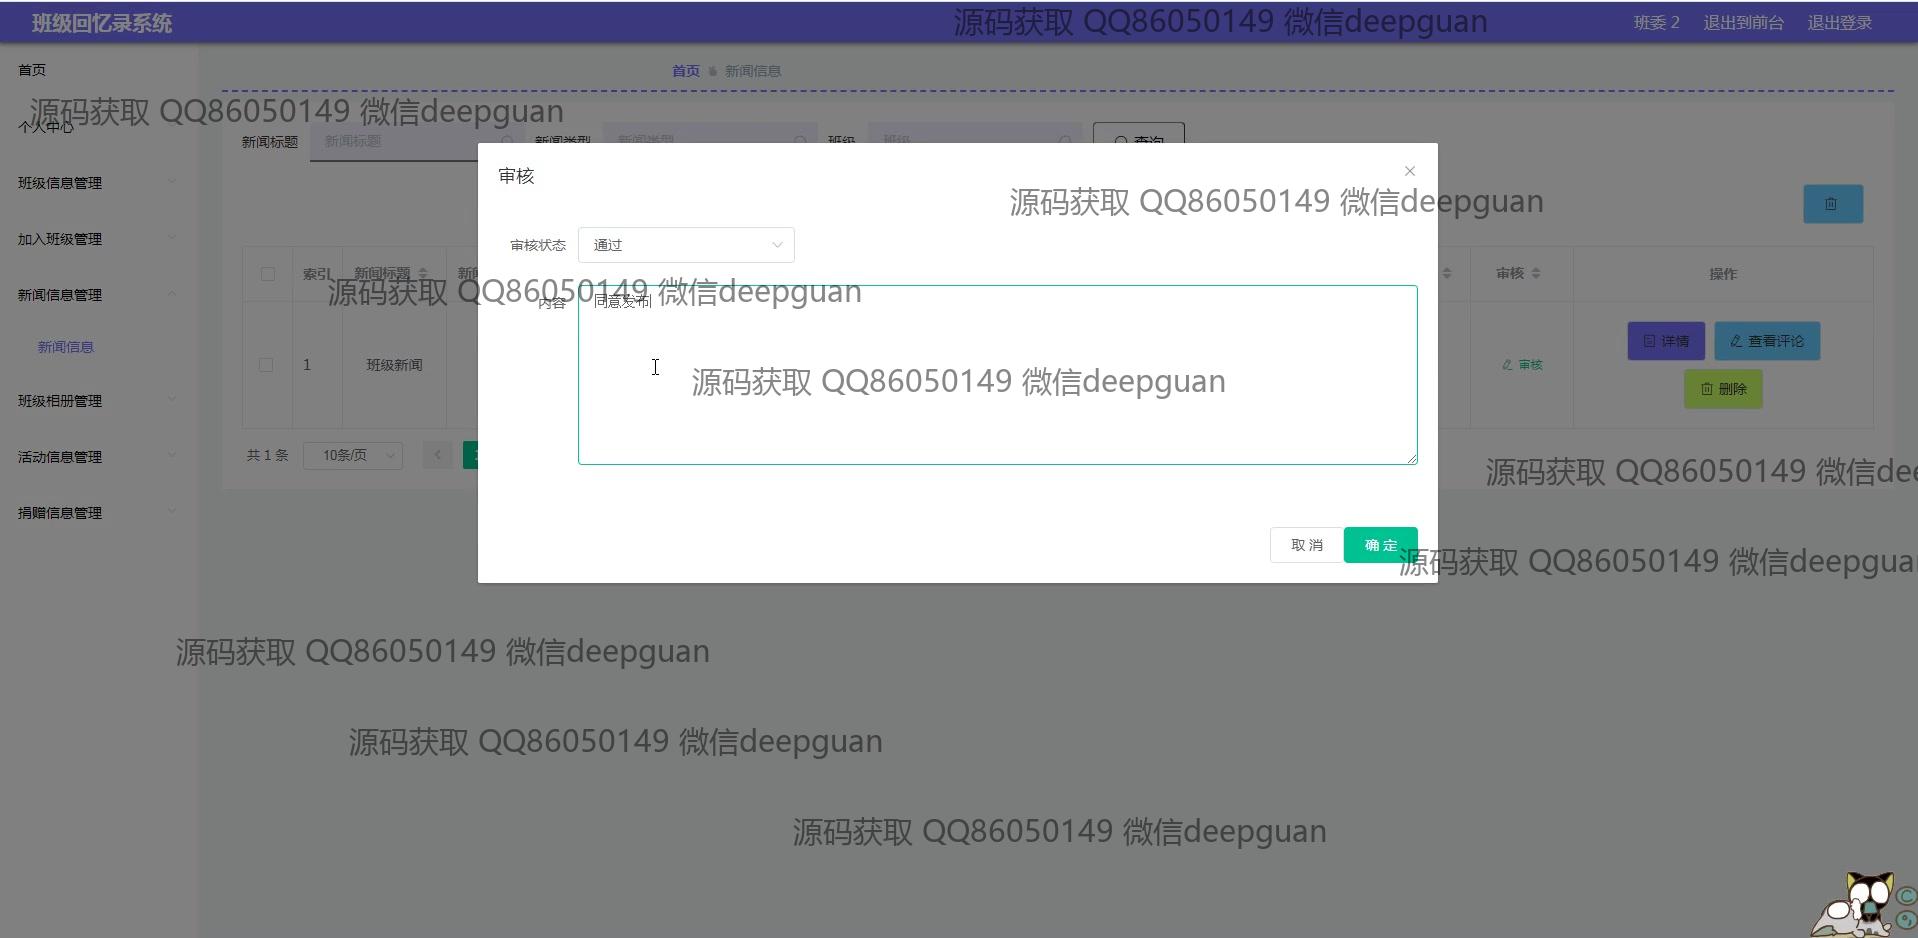 班级回忆录系统
源码获取 QQ86050149 微信deepguan
班委 2 退出到前台 退出登录
首页
首页 新闻信息
源码获取 QQ86050149 微信deepguan
个人中心
新闻标题 新闻标题 新闻类型 新闻类型 班级 班级 查询
审核
班级信息管理
源码获取 QQ86050149 微信deepguan
加入班级管理
审核状态 通过
索引 新闻标题 审核 操作
新闻信息管理
源码获取 QQ86050149 微信deepguan
内容 同意发布
新闻信息
详情 查看评论
1 班级新闻 审核
源码获取 QQ86050149 微信deepguan
删除
班级相册管理
共 1 条 10条/页
活动信息管理
源码获取 QQ86050149 微信dee
捐赠信息管理
取消 确定
源码获取 QQ86050149 微信deepgua
源码获取 QQ86050149 微信deepguan
源码获取 QQ86050149 微信deepguan
源码获取 QQ86050149 微信deepguan